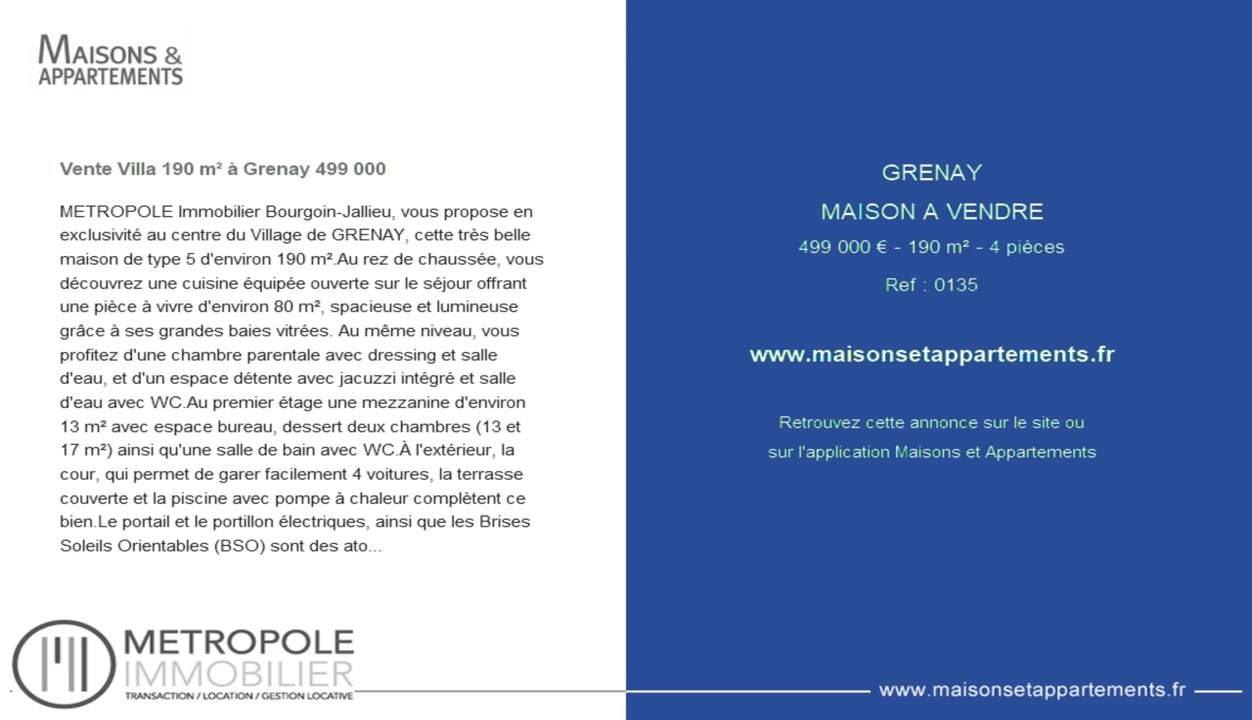 MAISONS &
APPARTEMENTS
Vente Villa 190 m² à Grenay 499 000
METROPOLE Immobilier Bourgoin-Jallieu, vous propose en
exclusivité au centre du Village de GRENAY, cette très belle
maison de type 5 d'environ 190 m².Au rez de chaussée, vous
découvrez une cuisine équipée ouverte sur le séjour offrant
une pièce à vivre d'environ 80 m², spacieuse et lumineuse
grâce à ses grandes baies vitrées. Au même niveau, vous
profitez d'une chambre parentale avec dressing et salle
d'eau, et d'un espace détente avec jacuzzi intégré et salle
d'eau avec WC.Au premier étage une mezzanine d'environ
13 m² avec espace bureau, dessert deux chambres (13 et
17 m²) ainsi qu'une salle de bain avec WC.À l'extérieur, la
cour, qui permet de garer facilement 4 voitures, la terrasse
couverte et la piscine avec pompe à chaleur complètent ce
bien.Le portail et le portillon électriques, ainsi que les Brises
Soleils Orientables (BSO) sont des ato...
METROPOLE
IMMOBILIER
TRANSACTION / LOCATION / GESTION LOCATIVE
GRENAY
MAISON A VENDRE
499 000 € - 190 m² - 4 pièces
Ref : 0135
www.maisonsetappartements.fr
Retrouvez cette annonce sur le site ou
sur l'application Maisons et Appartements
www.maisonsetappartements.fr